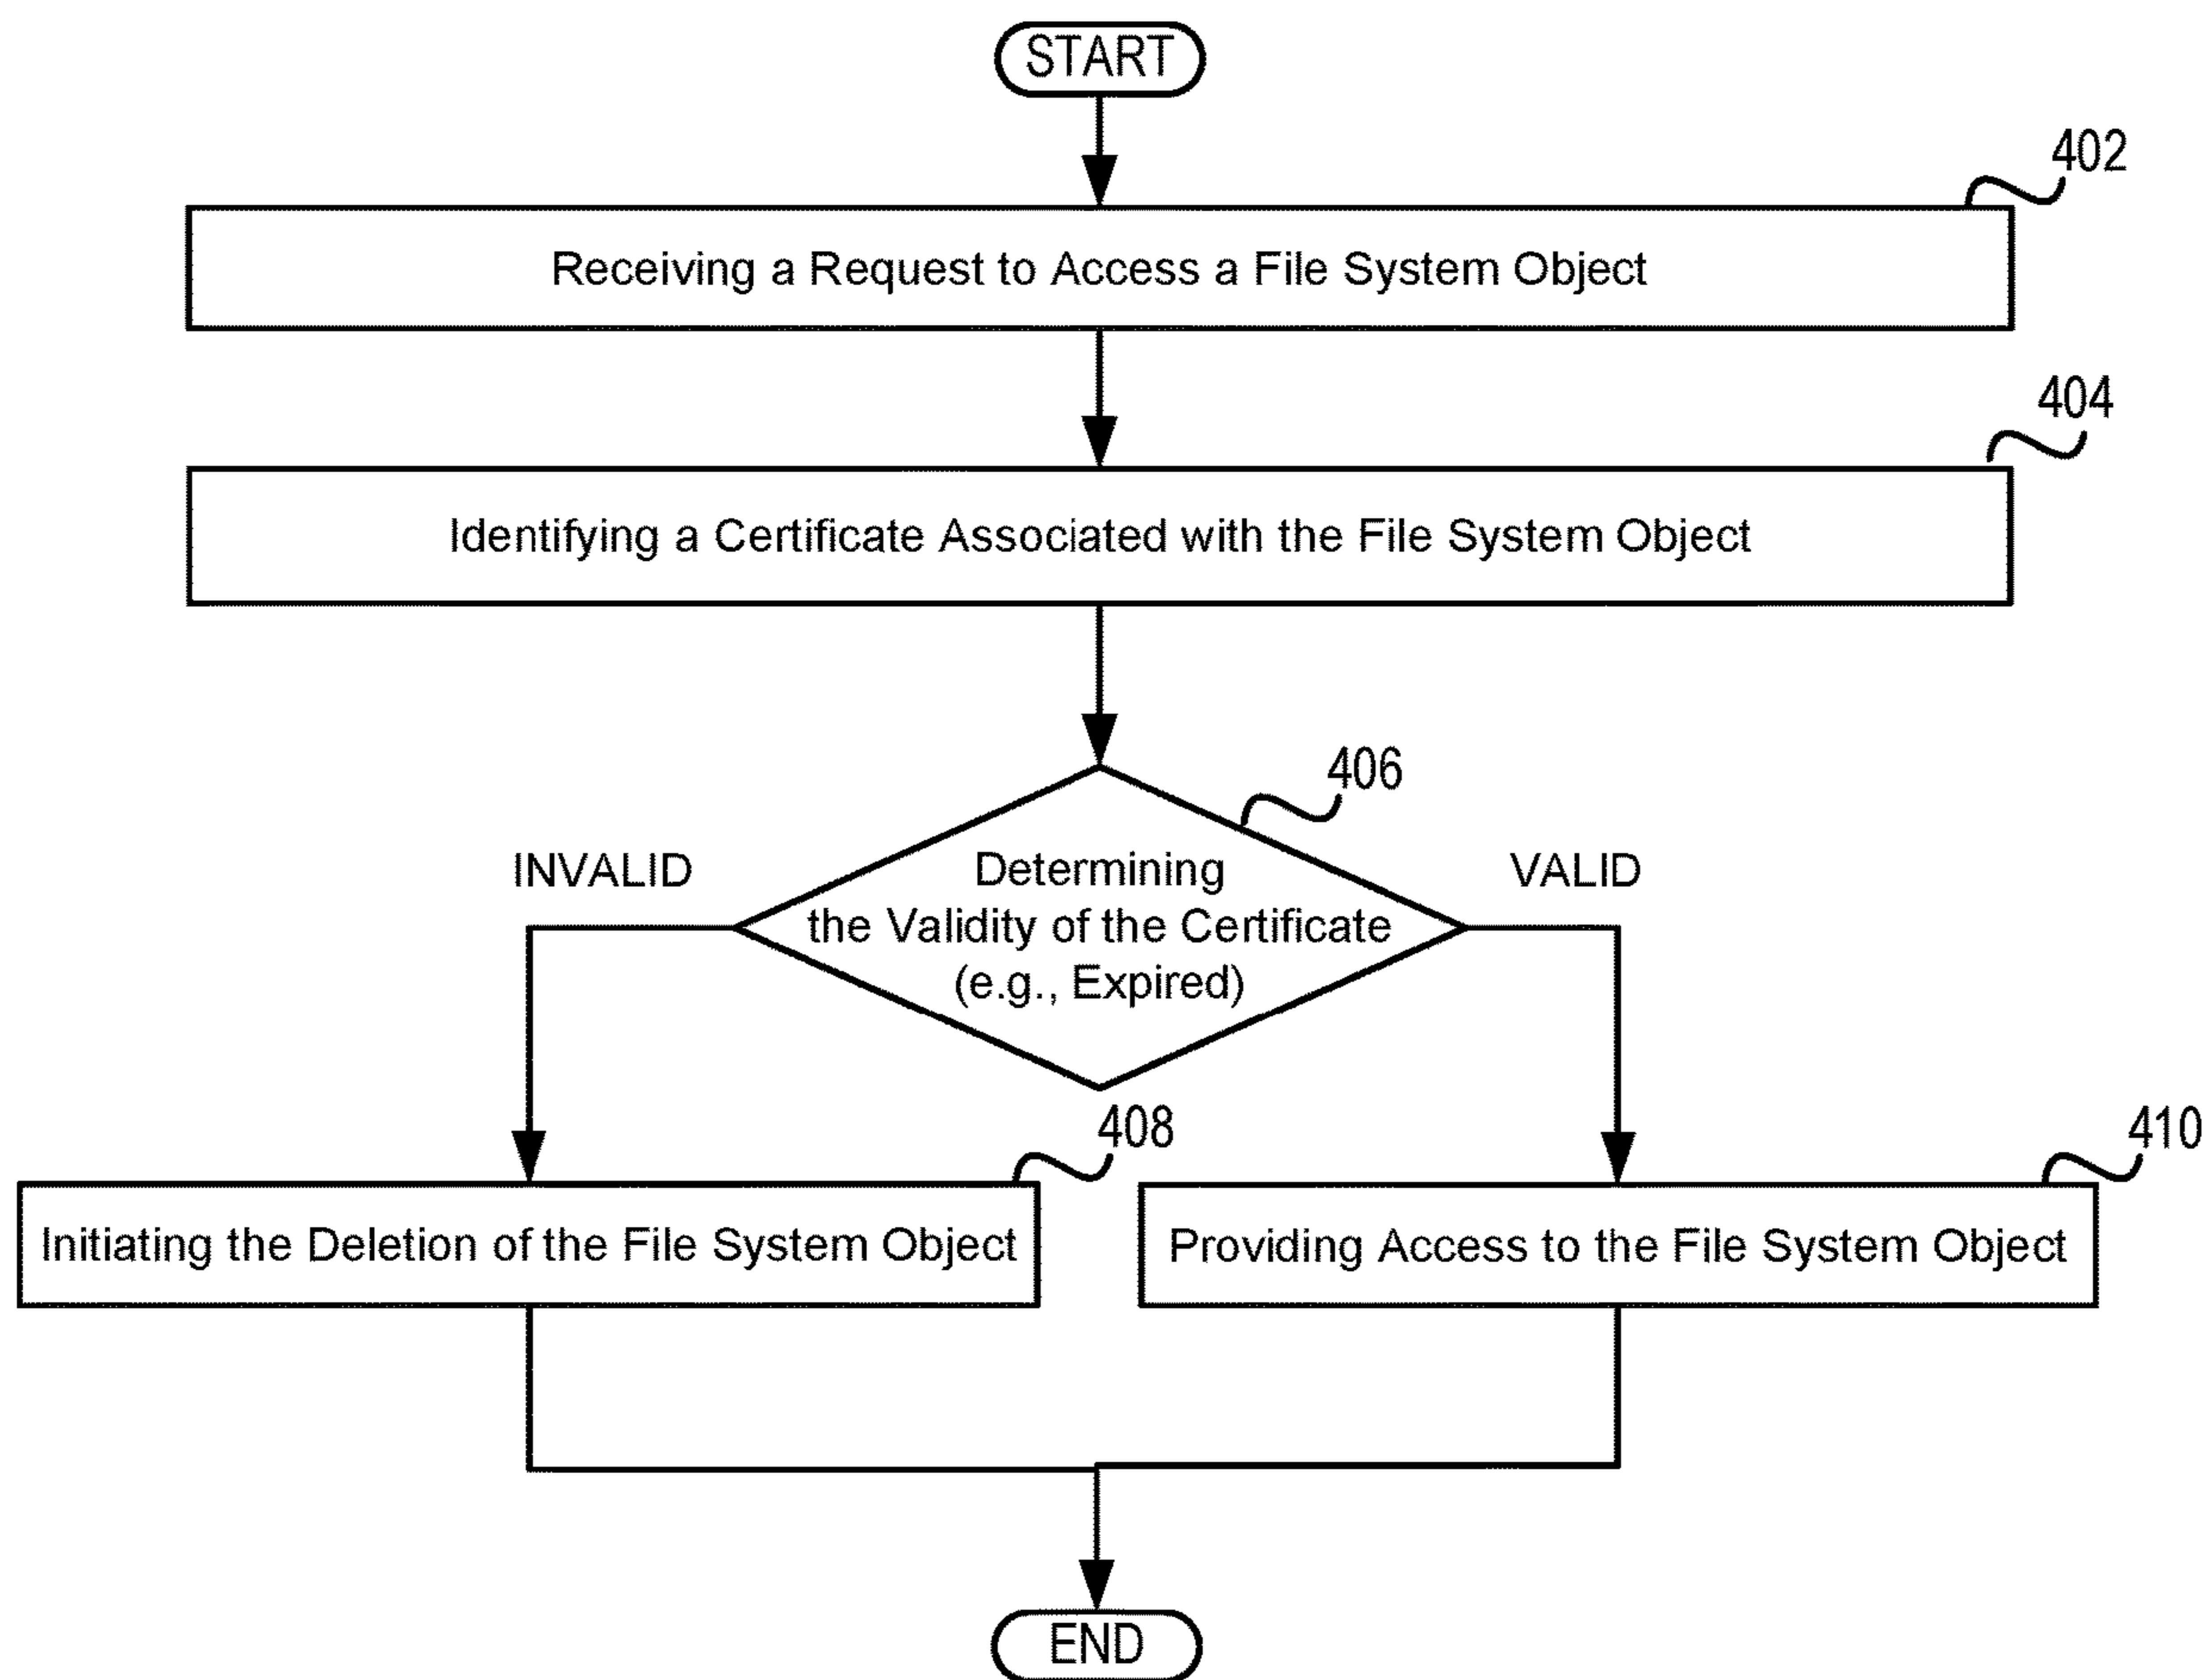 START
402
Receiving a Request to Access a File System Object
404
Identifying a Certificate Associated with the File System Object
406
INVALID
Determining
the Validity of the Certificate
(e.g., Expired)
VALID
408
Initiating the Deletion of the File System Object
410
Providing Access to the File System Object
END